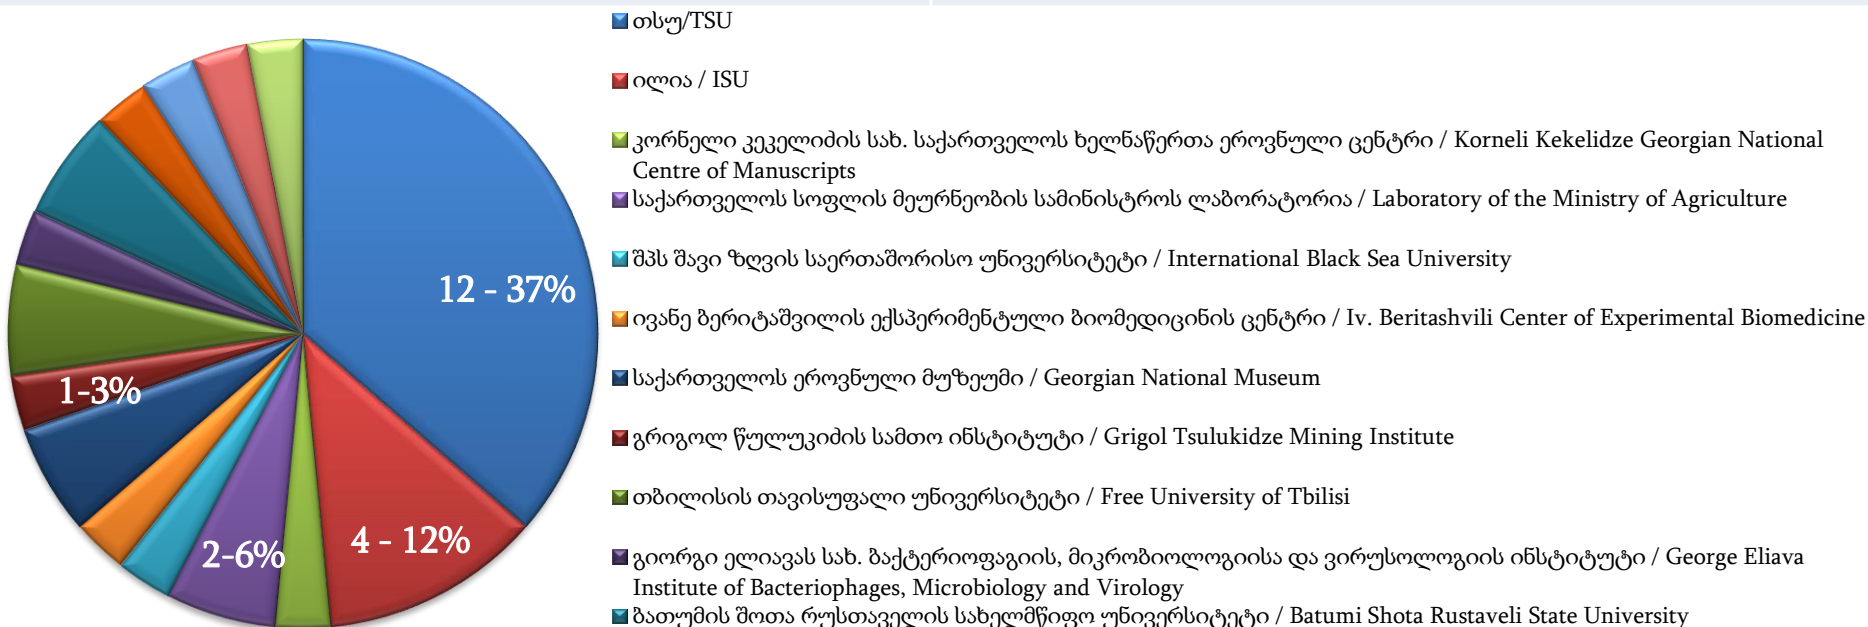 თსუ/TSU
ილია / ISU
კორნელი კეკელიძის სახ. საქართველოს ხელნაწერთა ეროვნული ცენტრი / Korneli Kekelidze Georgian National
Centre of Manuscripts
საქართველოს სოფლის მეურნეობის სამინისტროს ლაბორატორია / Laboratory of the Ministry of Agriculture
შპს შავი ზღვის საერთაშორისო უნივერსიტეტი / International Black Sea University
ივანე ბერიტაშვილის ექსპერიმენტული ბიომედიცინის ცენტრი / Iv. Beritashvili Center of Experimental Biomedicine
საქართველოს ეროვნული მუზეუმი / Georgian National Museum
გრიგოლ წულუკიძის სამთო ინსტიტუტი / Grigol Tsulukidze Mining Institute
თბილისის თავისუფალი უნივერსიტეტი / Free University of Tbilisi
გიორგი ელიავას სახ. ბაქტერიოფაგიის, მიკრობიოლოგიისა და ვირუსოლოგიის ინსტიტუტი / George Eliava
Institute of Bacteriophages, Microbiology and Virology
ბათუმის შოთა რუსთაველის სახელმწიფო უნივერსიტეტი / Batumi Shota Rustaveli State University
12 - 37%
1-3%
4 - 12%
2-6%